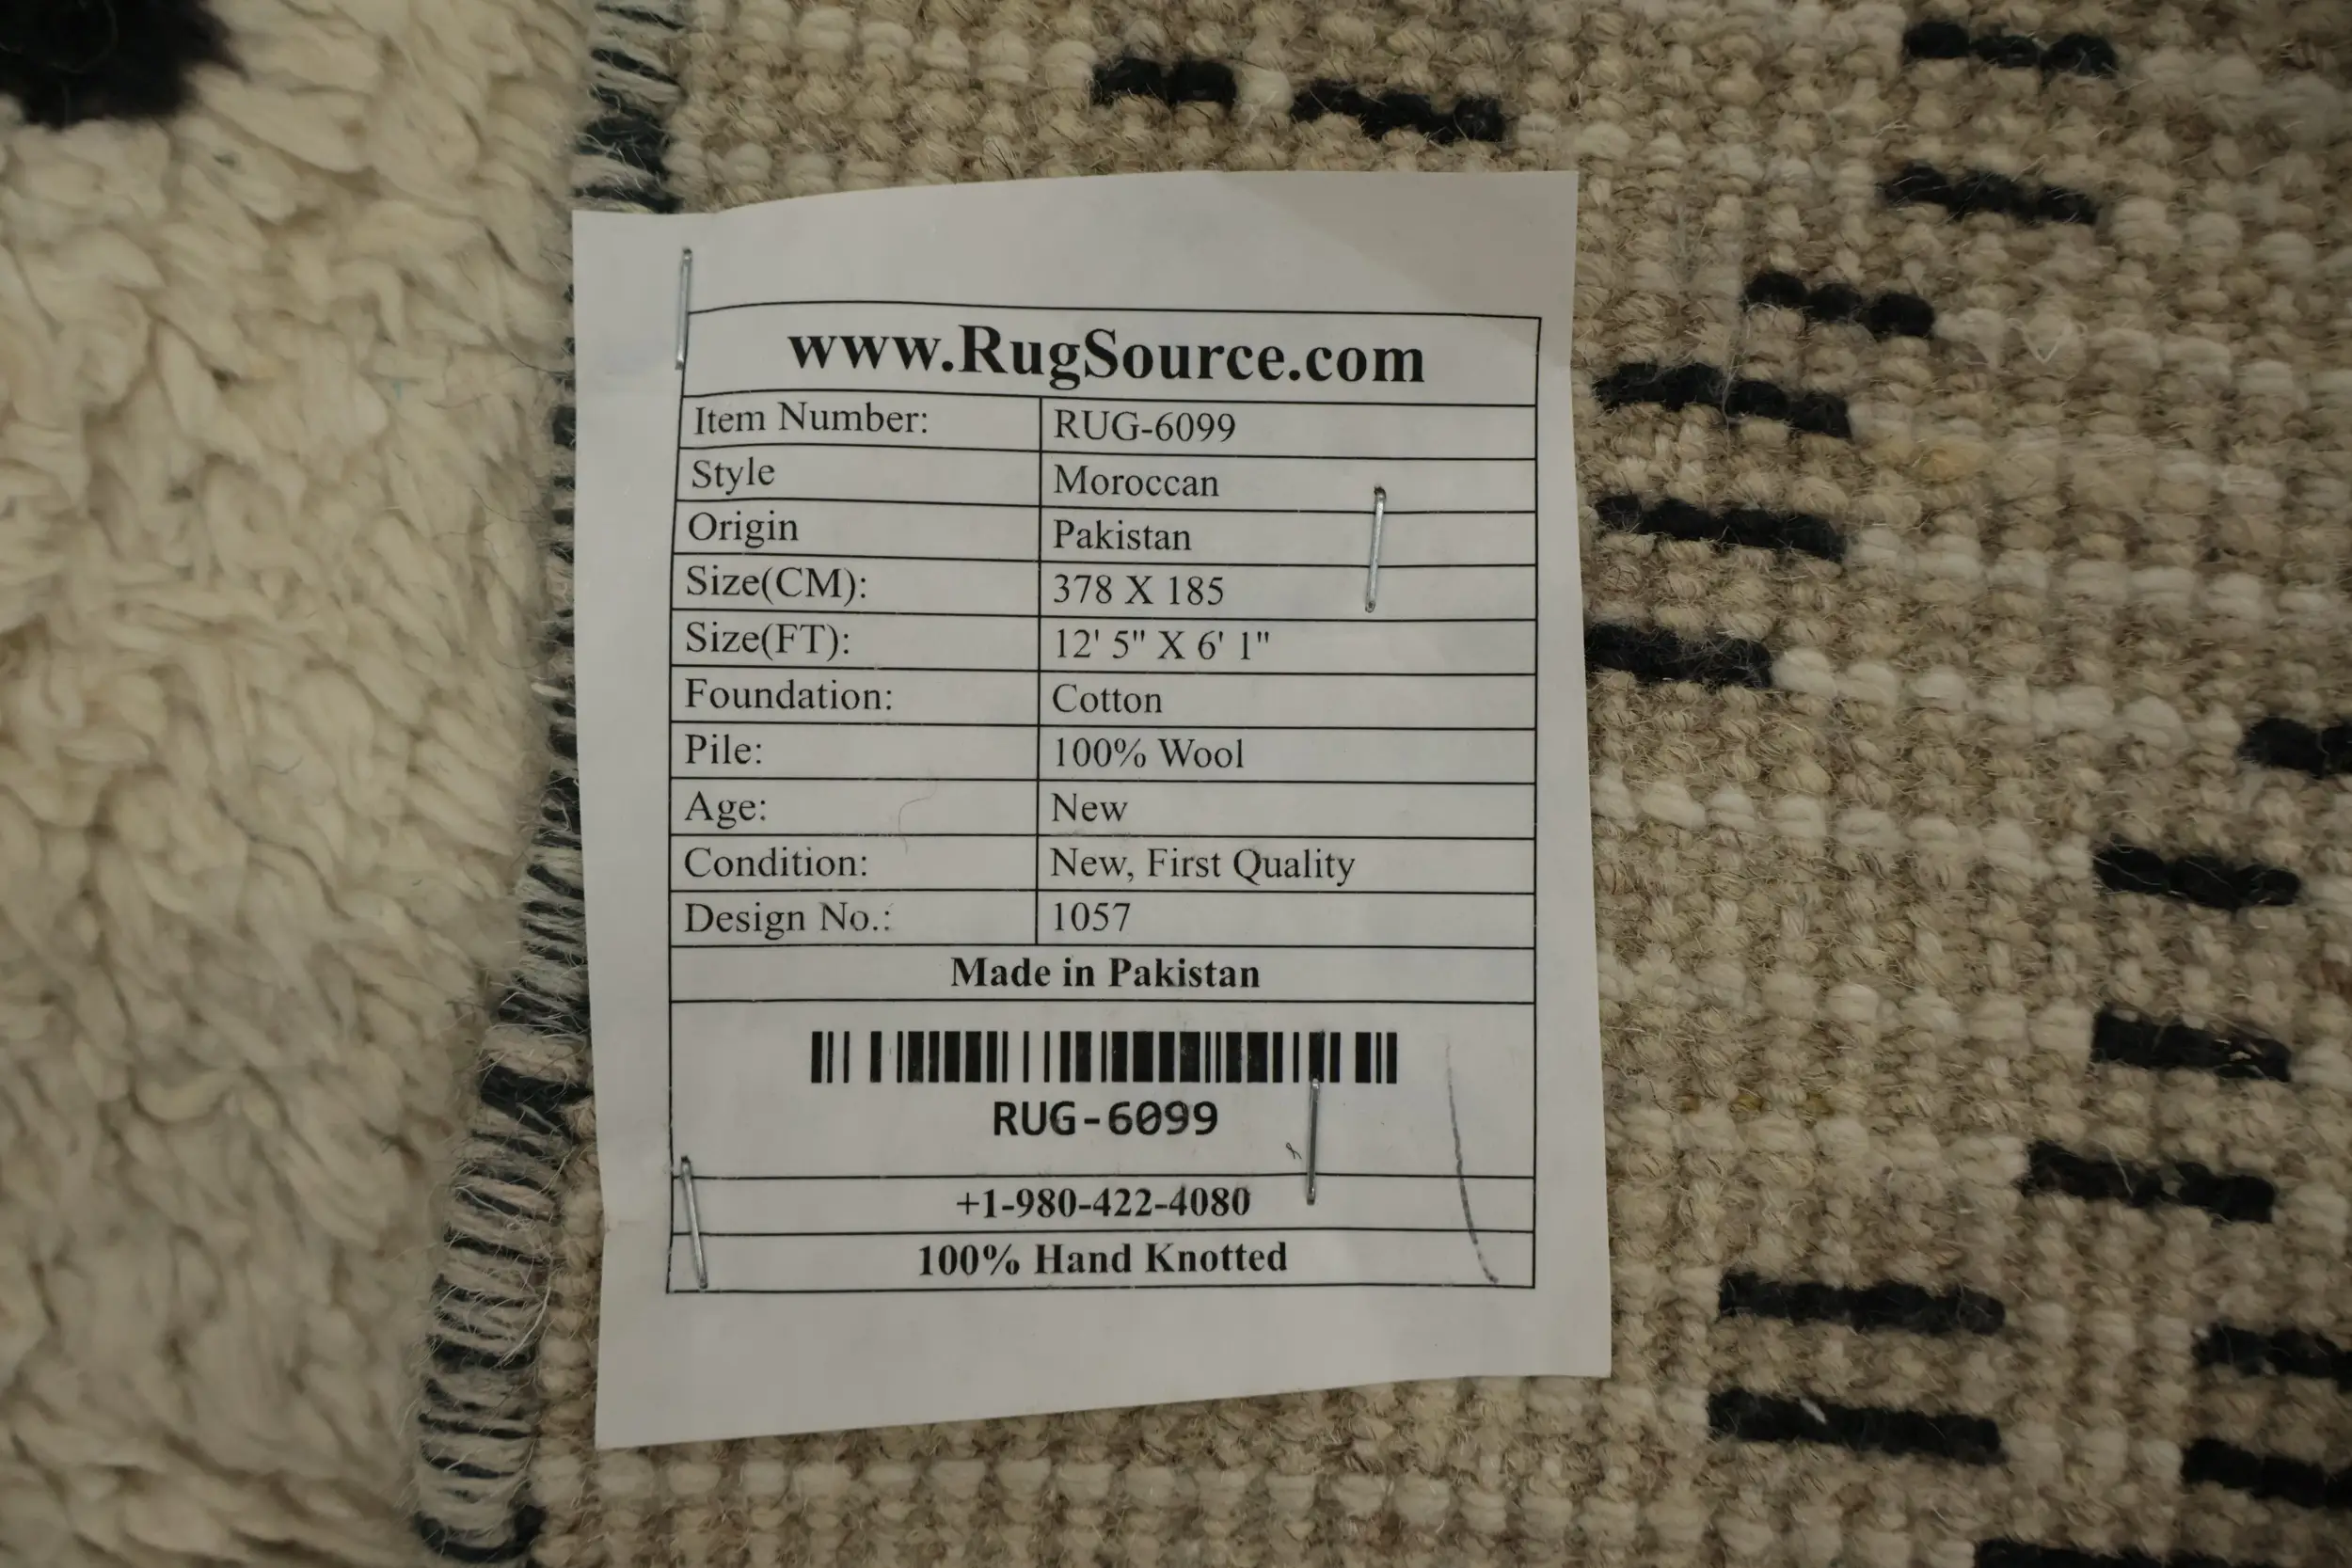 www.RugSource.com
Item Number: RUG-6099
Style Moroccan
Origin Pakistan
Size(CM): 378 X 185
Size(FT): 12' 5" X 6' 1"
Foundation: Cotton
Pile: 100% Wool
Age: New
Condition: New, First Quality
Design No.: 1057
Made in Pakistan
RUG-6099
+1-980-422-4080
100% Hand Knotted